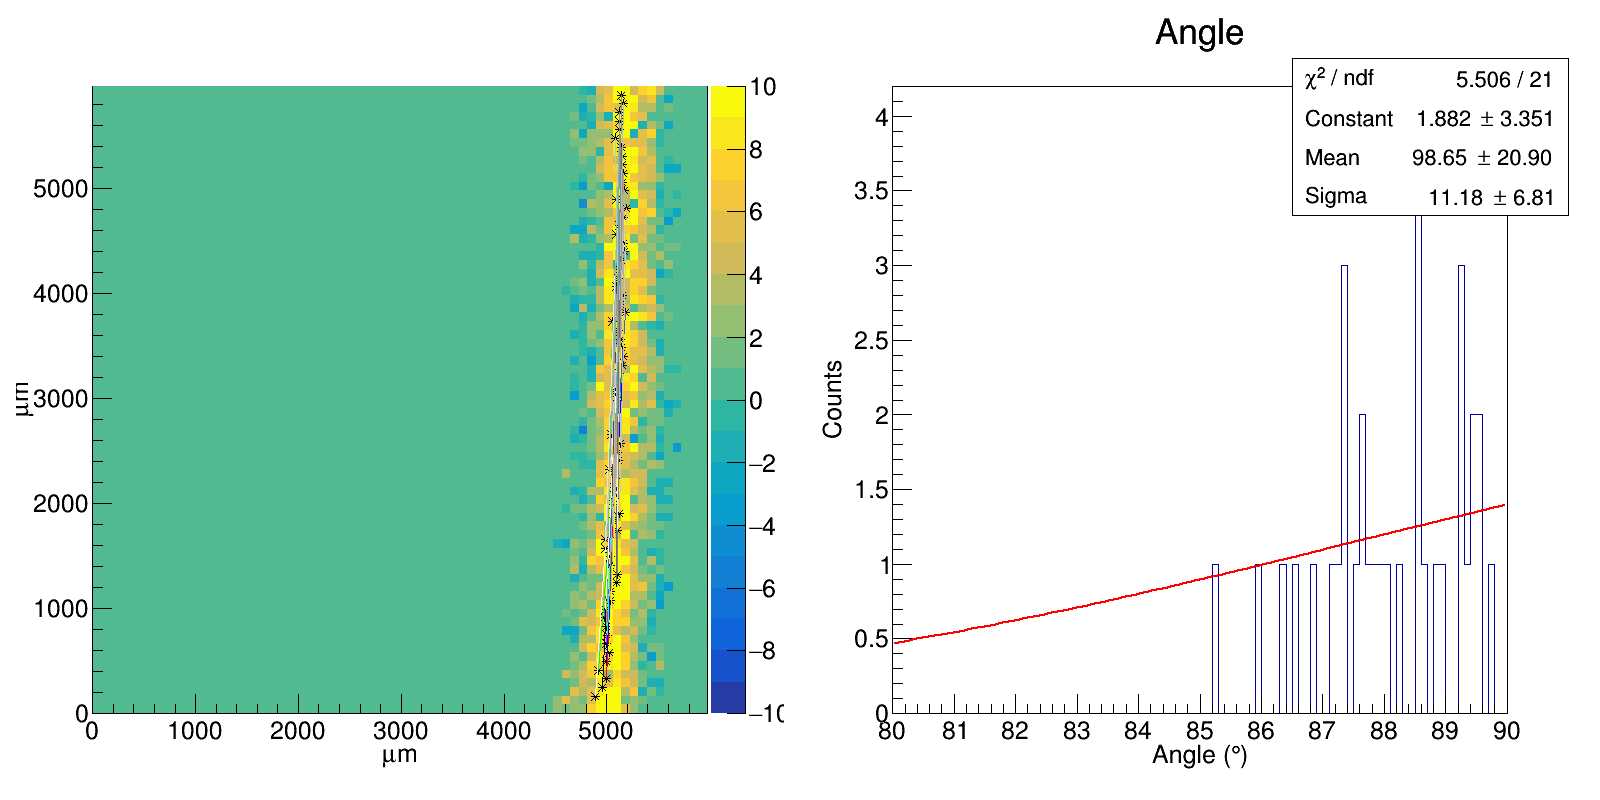 Angle
χ² / ndf 5.506 / 21
Constant 1.882 ± 3.351
Mean 98.65 ± 20.90
Sigma 11.18 ± 6.81
μm
5000
4000
3000
2000
1000
0
0 1000 2000 3000 4000 5000
μm
10
8
6
4
2
0
−2
−4
−6
−8
−10
Counts
4
3.5
3
2.5
2
1.5
1
0.5
0
80 81 82 83 84 85 86 87 88 89 90
Angle (°)